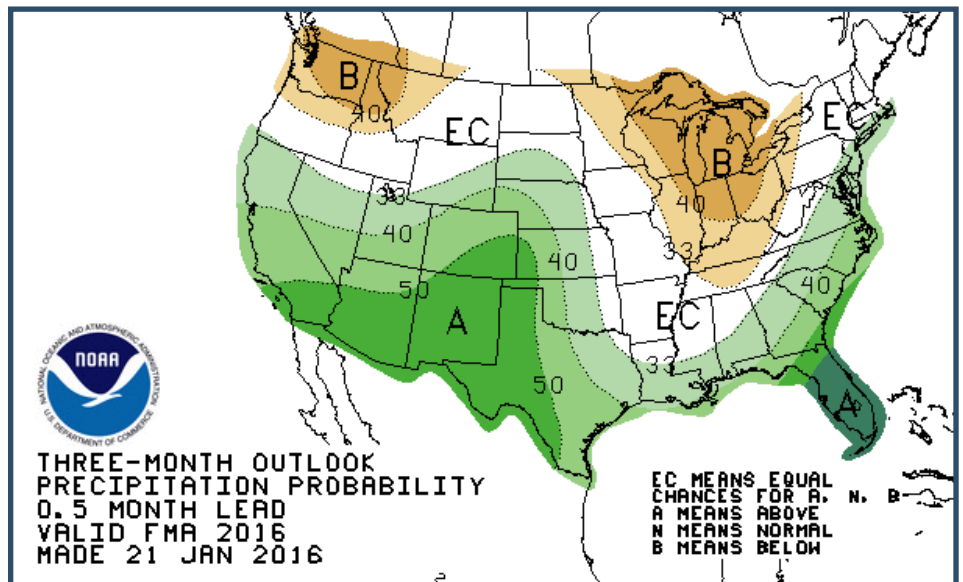 B
40
EC
B
EC
33
40
40
33
50
40
40
A
EC
33
50
A
NATIONAL OCEANIC AND ATMOSPHERIC ADMINISTRATION
NOAA
U.S. DEPARTMENT OF COMMERCE
THREE-MONTH OUTLOOK
PRECIPITATION PROBABILITY
0.5 MONTH LEAD
VALID FMA 2016
MADE 21 JAN 2016
EC MEANS EQUAL
CHANCES FOR A, N, B
A MEANS ABOVE
N MEANS NORMAL
B MEANS BELOW